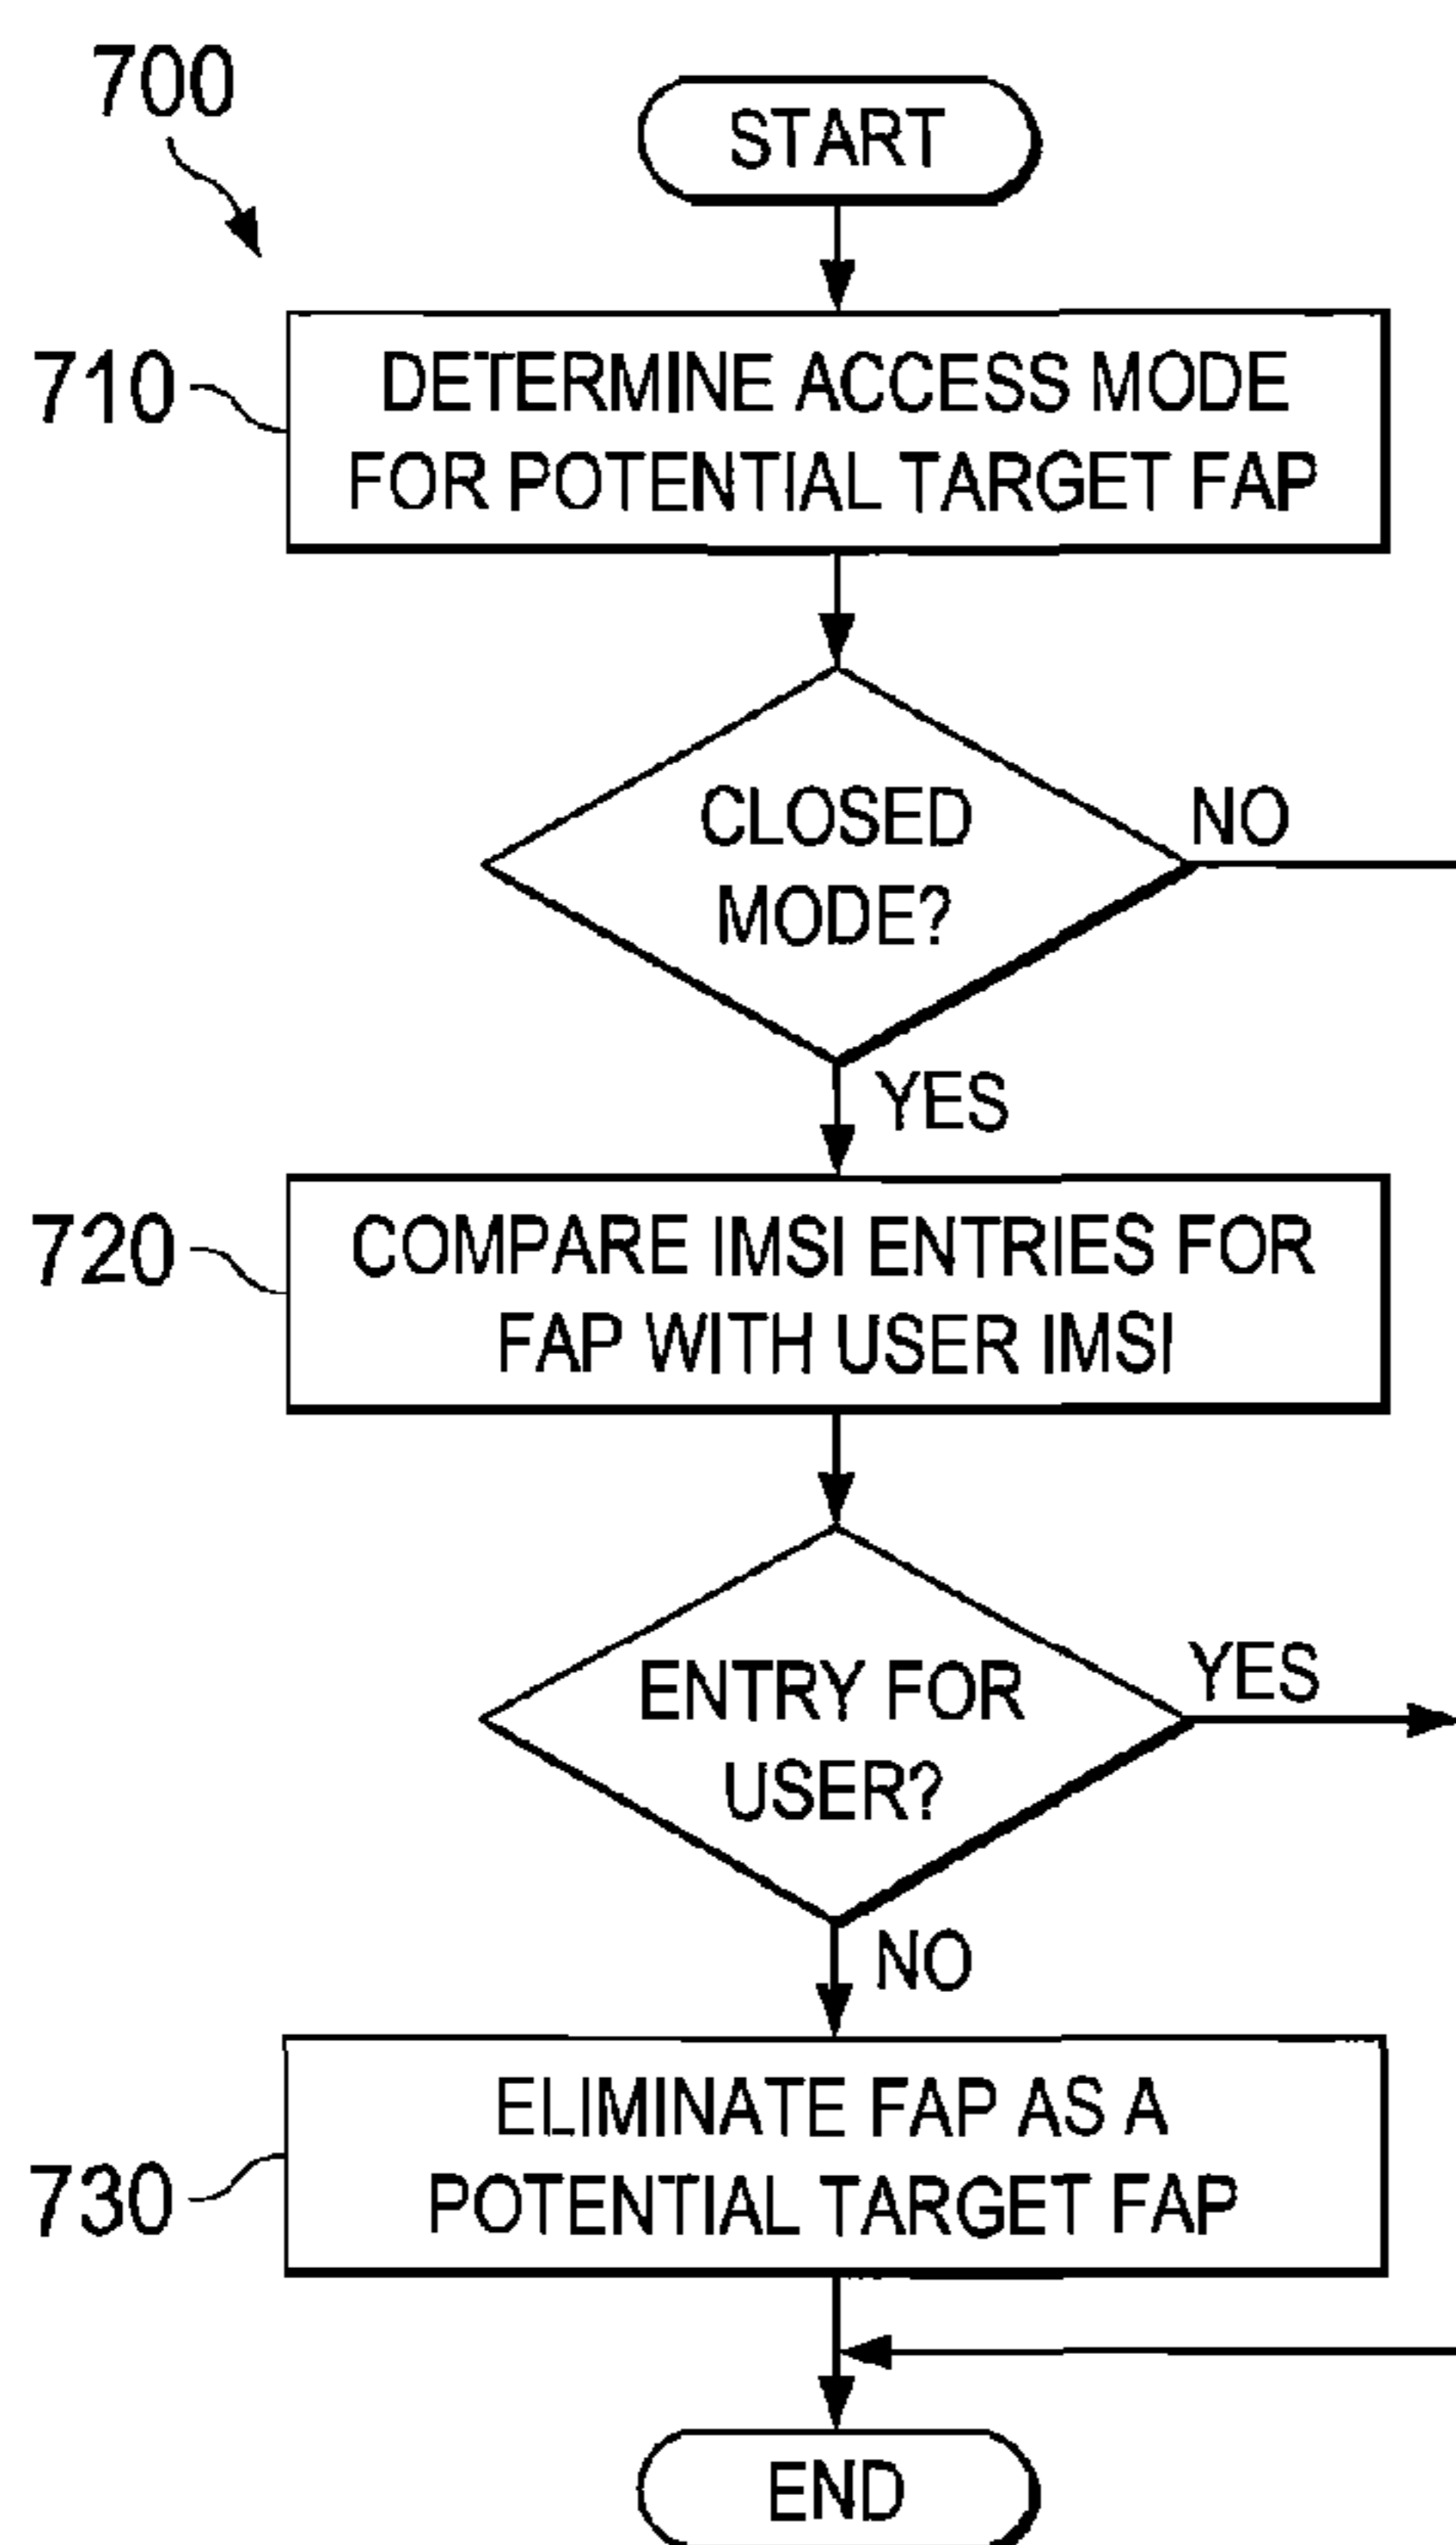 700
START
710
DETERMINE ACCESS MODE
FOR POTENTIAL TARGET FAP
CLOSED
MODE?
NO
YES
720
COMPARE IMSI ENTRIES FOR
FAP WITH USER IMSI
ENTRY FOR
USER?
YES
NO
730
ELIMINATE FAP AS A
POTENTIAL TARGET FAP
END